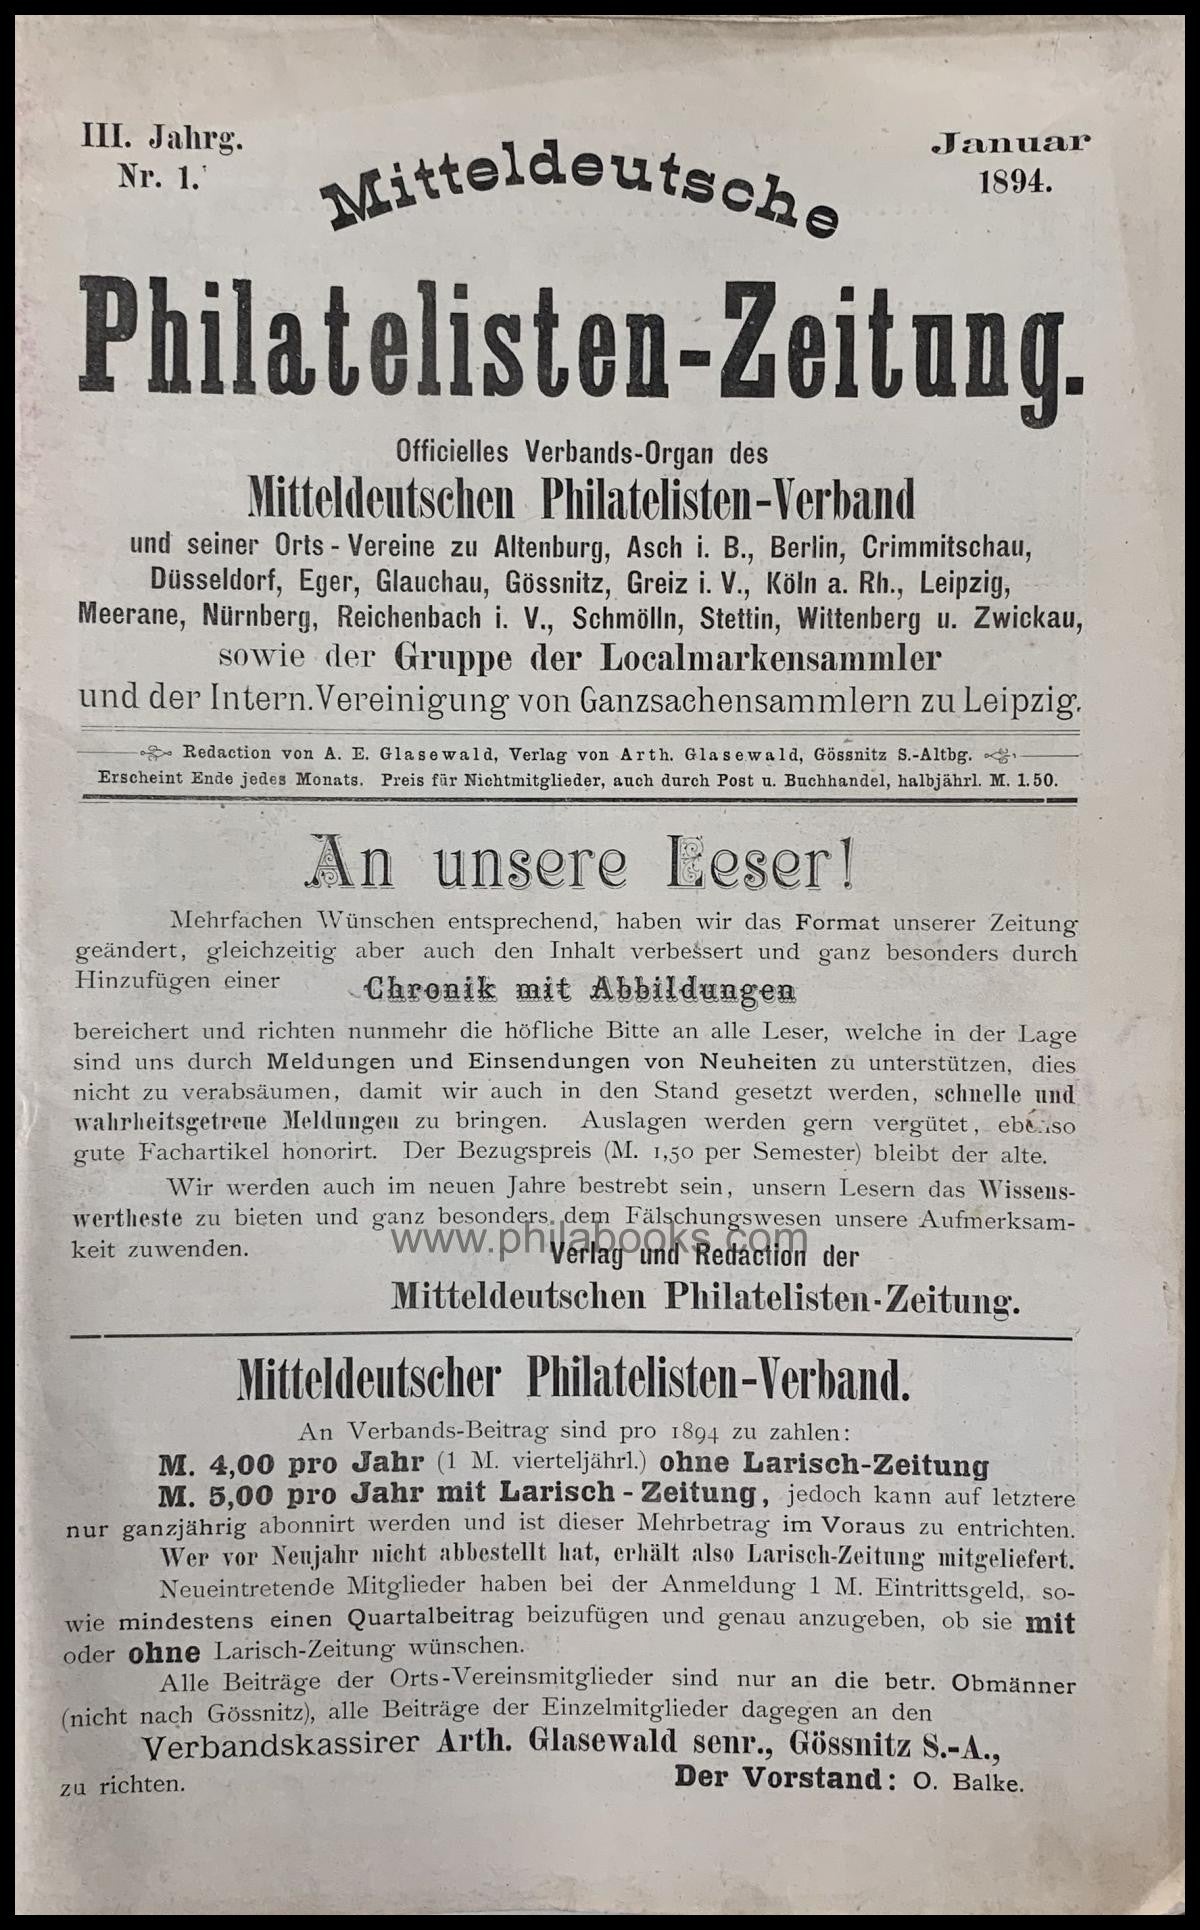 III. Jahrg.
Nr. 1.
Januar
1894.
Mitteldeutsche
Philatelisten-Zeitung.
Officielles Verbands-Organ des
Mitteldeutschen Philatelisten-Verband
und seiner Orts-Vereine zu Altenburg, Asch i. B., Berlin, Crimmitschau,
Düsseldorf, Eger, Glauchau, Gössnitz, Greiz i. V., Köln a. Rh., Leipzig,
Meerane, Nürnberg, Reichenbach i. V., Schmölln, Stettin, Wittenberg u. Zwickau,
sowie der Gruppe der Localmarkensammler
und der Intern. Vereinigung von Ganzsachensammlern zu Leipzig.
Redaction von A. E. Glasewald, Verlag von Arth. Glasewald, Gössnitz S.-Altbg.
Erscheint Ende jedes Monats. Preis für Nichtmitglieder, auch durch Post u. Buchhandel, halbjährl. M. 1.50.
An unsere Leser!
Mehrfachen Wünschen entsprechend, haben wir das Format unserer Zeitung
geändert, gleichzeitig aber auch den Inhalt verbessert und ganz besonders durch
Hinzufügen einer
Chronik mit Abbildungen
bereichert und richten nunmehr die höfliche Bitte an alle Leser, welche in der Lage
sind uns durch Meldungen und Einsendungen von Neuheiten zu unterstützen, dies
nicht zu verabsäumen, damit wir auch in den Stand gesetzt werden, schnelle und
wahrheitsgetreue Meldungen zu bringen. Auslagen werden gern vergütet, ebenso
gute Fachartikel honorirt. Der Bezugspreis (M. 1,50 per Semester) bleibt der alte.
Wir werden auch im neuen Jahre bestrebt sein, unsern Lesern das Wissens-
wertheste zu bieten und ganz besonders dem Fälschungswesen unsere Aufmerksam-
keit zuwenden.
www.philabooks.com
Verlag und Redaction der
Mitteldeutschen Philatelisten-Zeitung.
Mitteldeutscher Philatelisten-Verband.
An Verbands-Beitrag sind pro 1894 zu zahlen:
M. 4,00 pro Jahr (1 M. vierteljährl.) ohne Larisch-Zeitung
M. 5,00 pro Jahr mit Larisch-Zeitung, jedoch kann auf letztere
nur ganzjährig abonnirt werden und ist dieser Mehrbetrag im Voraus zu entrichten.
Wer vor Neujahr nicht abbestellt hat, erhält also Larisch-Zeitung mitgeliefert.
Neueintretende Mitglieder haben bei der Anmeldung 1 M. Eintrittsgeld, so-
wie mindestens einen Quartalbeitrag beizufügen und genau anzugeben, ob sie mit
oder ohne Larisch-Zeitung wünschen.
Alle Beiträge der Orts-Vereinsmitglieder sind nur an die betr. Obmänner
(nicht nach Gössnitz), alle Beiträge der Einzelmitglieder dagegen an den
Verbandskassirer Arth. Glasewald senr., Gössnitz S.-A.,
zu richten.
Der Vorstand: O. Balke.